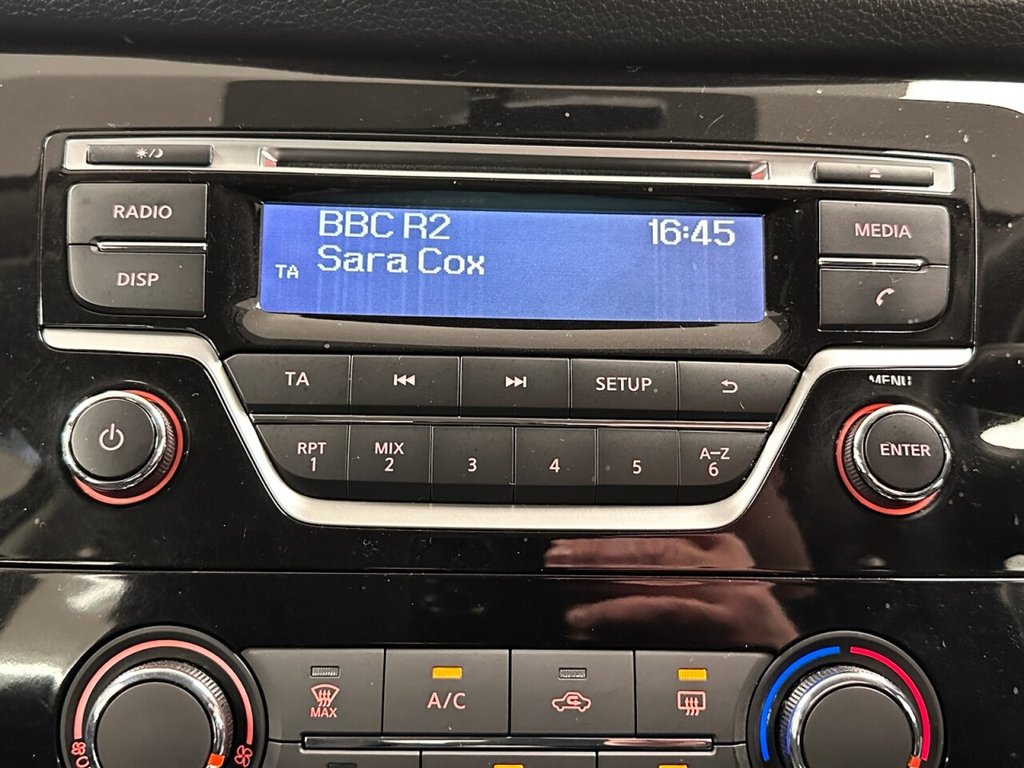 RADIO
DISP
BBC R2 16:45
TA Sara Cox
MEDIA
TA SETUP
MENU
RPT 1 MIX 2 3 4 5 A-Z 6
ENTER
MAX A/C